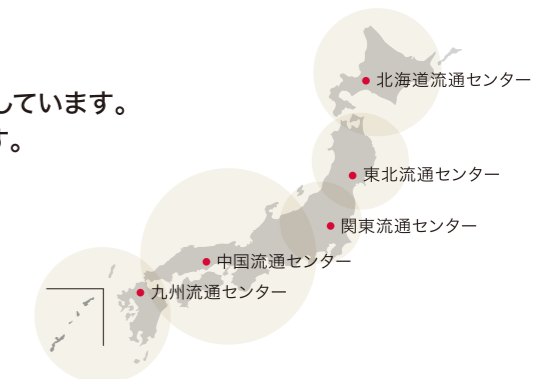 しています。
す。
北海道流通センター
東北流通センター
関東流通センター
中国流通センター
九州流通センター